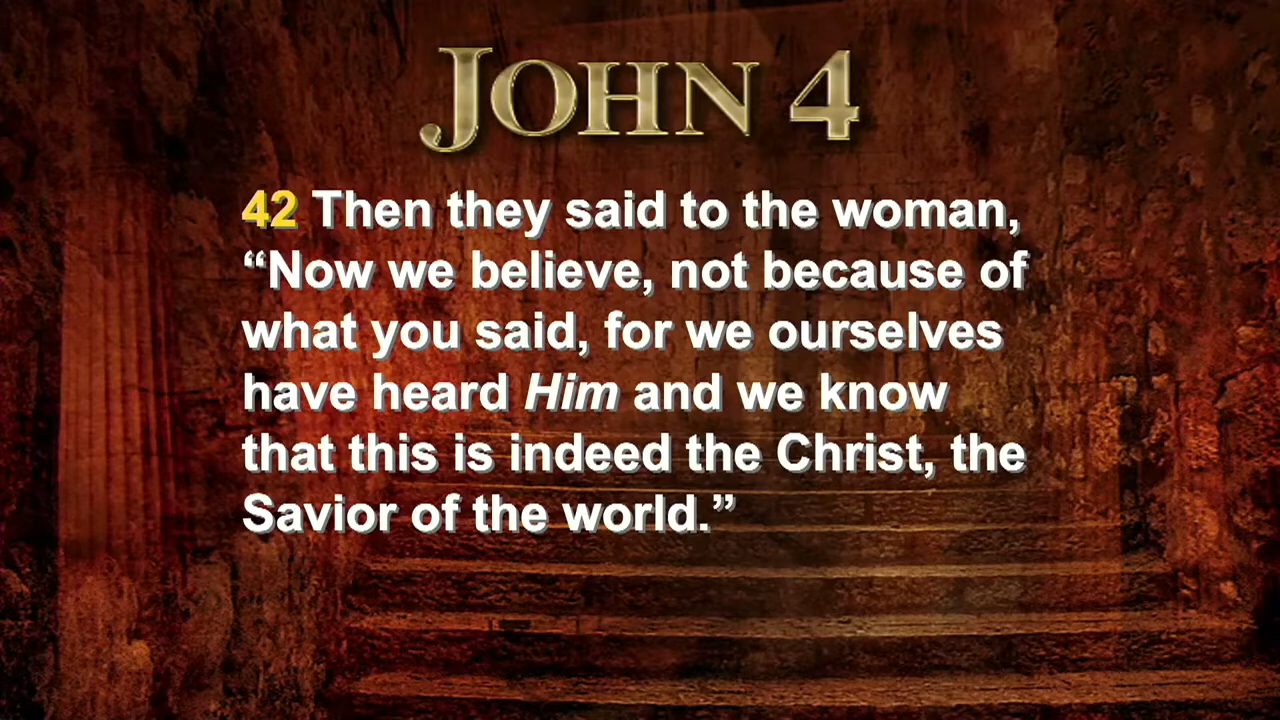 JOHN 4
42 Then they said to the woman,
“Now we believe, not because of
what you said, for we ourselves
have heard Him and we know
that this is indeed the Christ, the
Savior of the world.”